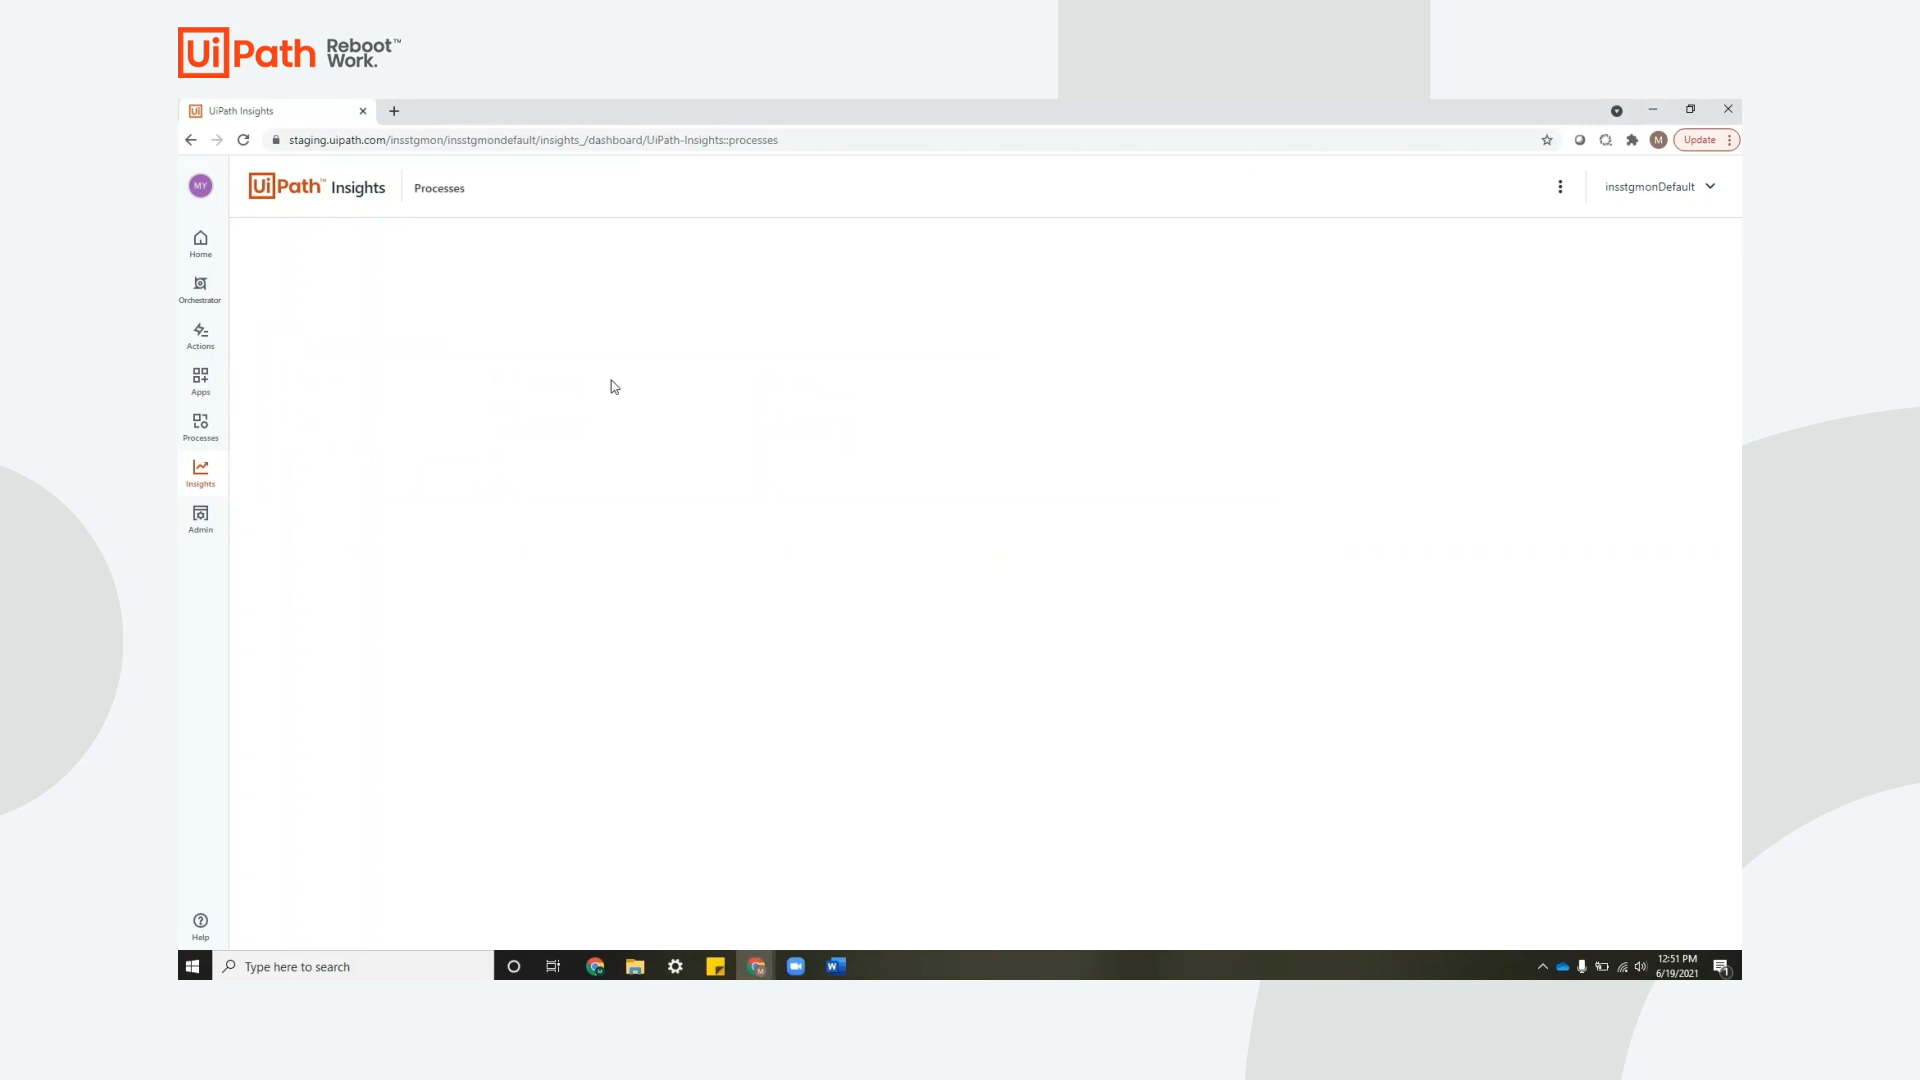 UiPath Reboot™
Work.
UiPath Insights
staging.uipath.com/insstgmon/insstgmondefault/insights_/dashboard/UiPath-Insights::processes
M
Update
MY
UiPath™ Insights
Processes
insstgmonDefault
Home
Orchestrator
Actions
Apps
Processes
Insights
Admin
Help
Type here to search
12:51 PM
6/19/2021
1